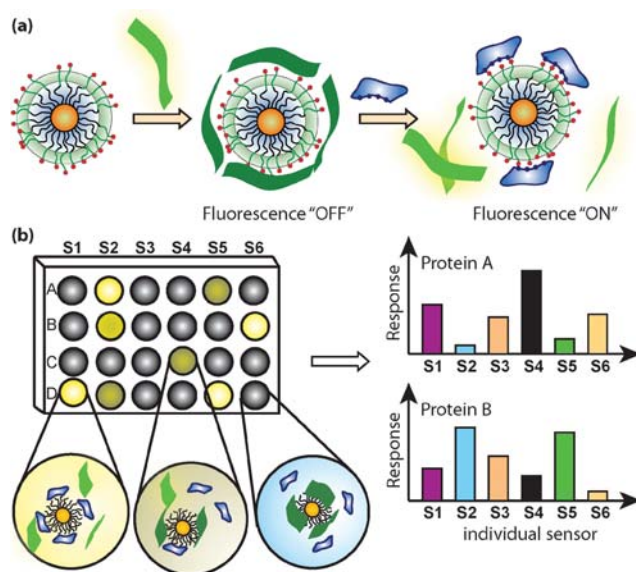 (a)
Fluorescence "OFF"
Fluorescence "ON"
(b)
S1 S2 S3 S4 S5 S6
A
B
C
D
Response
Protein A
S1 S2 S3 S4 S5 S6
Response
Protein B
S1 S2 S3 S4 S5 S6
individual sensor